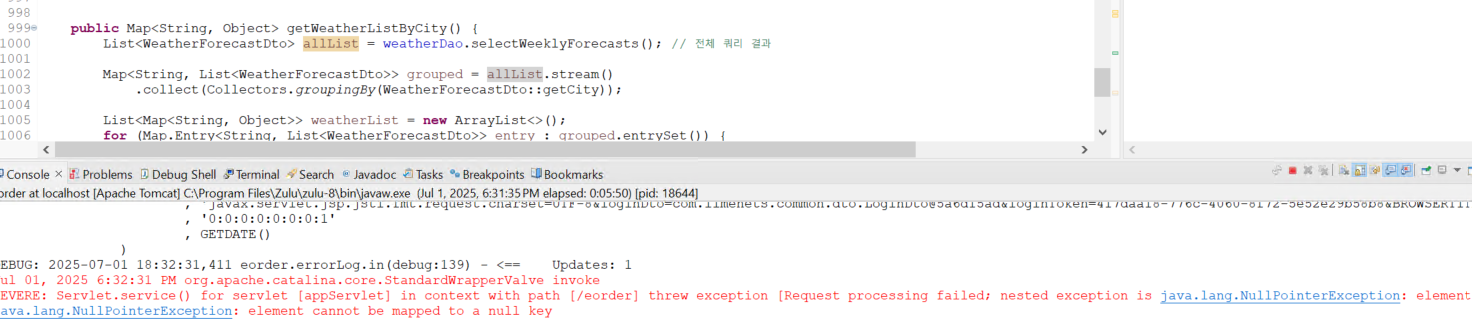 998
999 public Map<String, Object> getWeatherListByCity() {
1000 List<WeatherForecastDto> allList = weatherDao.selectWeeklyForecasts(); // 전체 쿼리 결과
1001
1002 Map<String, List<WeatherForecastDto>> grouped = allList.stream()
1003 .collect(Collectors.groupingBy(WeatherForecastDto::getCity));
1004
1005 List<Map<String, Object>> weatherList = new ArrayList<>();
1006 for (Map.Entry<String, List<WeatherForecastDto>> entry : grouped.entrySet()) {
Console Problems Debug Shell Terminal Search Javadoc Tasks Breakpoints Bookmarks
order at localhost [Apache Tomcat] C:\Program Files\Zulu\zulu-8\bin\javaw.exe (Jul 1, 2025, 6:31:35 PM elapsed: 0:05:50) [pid: 18644]
, '0:0:0:0:0:0:0:1'
, GETDATE()
)
EBUG: 2025-07-01 18:32:31,411 eorder.errorLog.in(debug:139) - <== Updates: 1
ul 01, 2025 6:32:31 PM org.apache.catalina.core.StandardWrapperValve invoke
EVERE: Servlet.service() for servlet [appServlet] in context with path [/eorder] threw exception [Request processing failed; nested exception is java.lang.NullPointerException: element
ava.lang.NullPointerException: element cannot be mapped to a null key